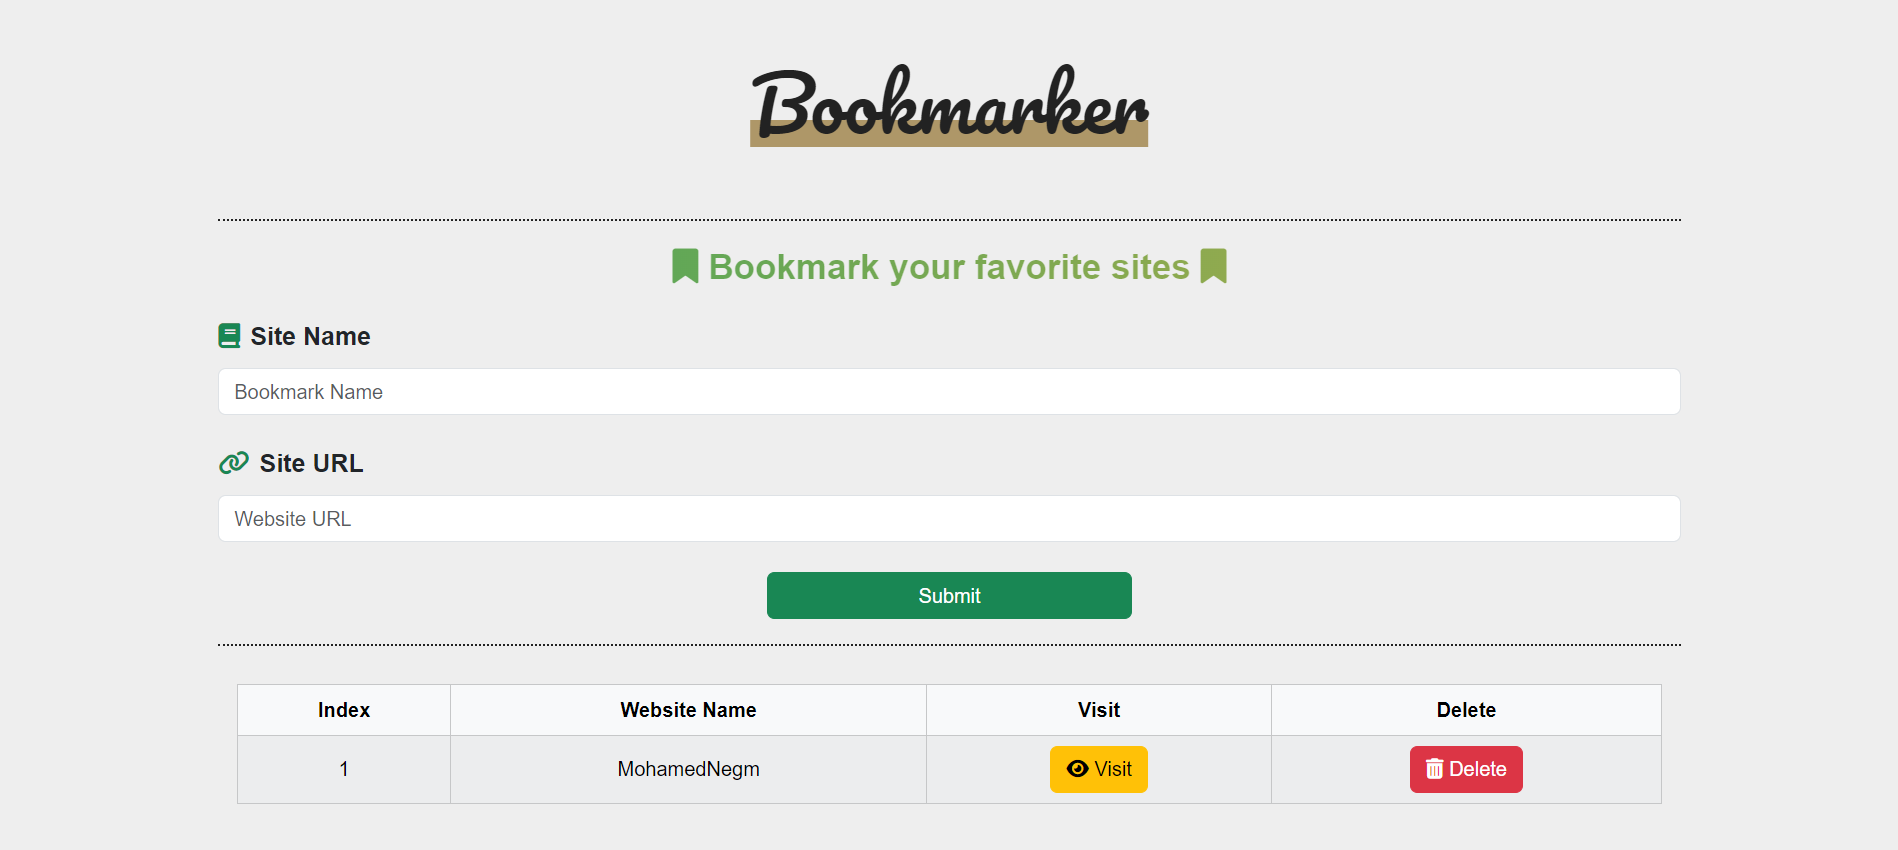 Bookmarker
Bookmark your favorite sites
Site Name
Bookmark Name
Site URL
Website URL
Submit
Index Website Name Visit Delete
1 MohamedNegm Visit Delete